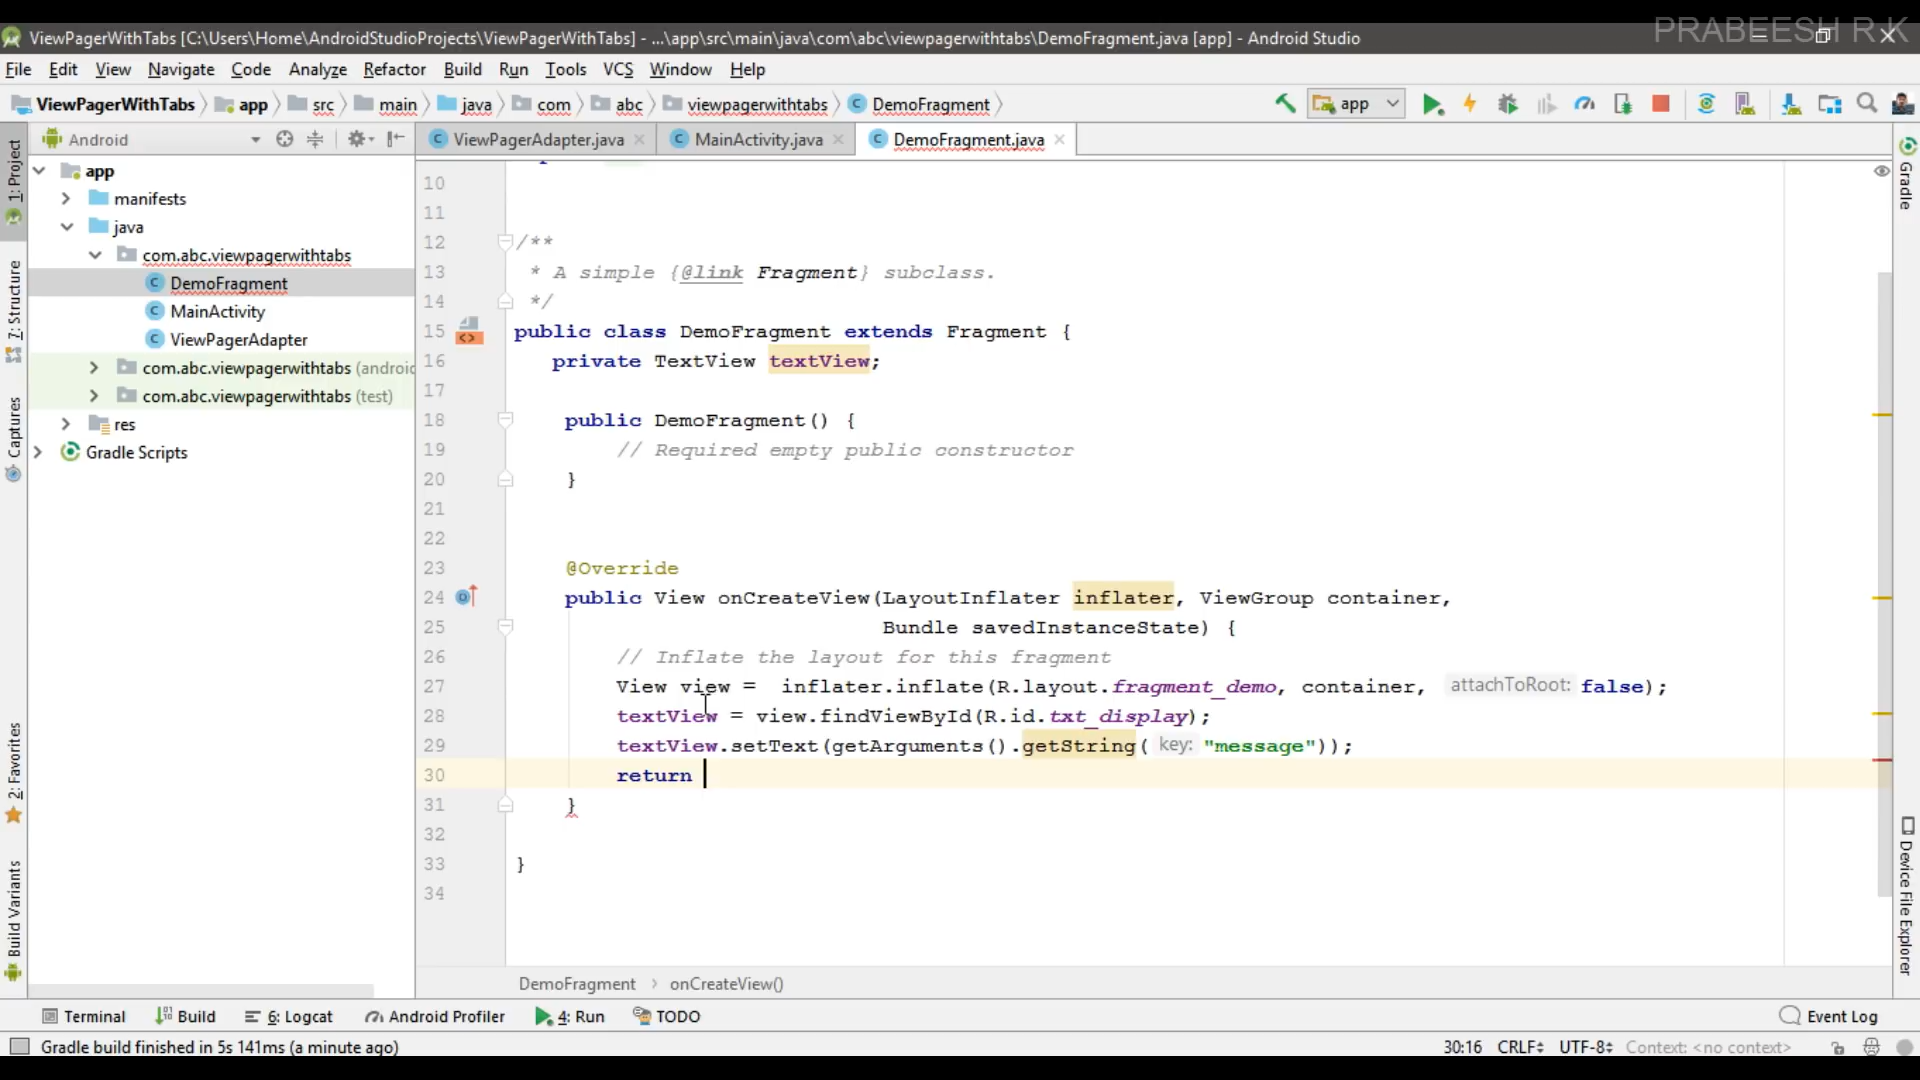 PRABEESH R K
ViewPagerWithTabs [C:\Users\Home\AndroidStudioProjects\ViewPagerWithTabs] - ...\app\src\main\java\com\abc\viewpagerwithtabs\DemoFragment.java [app] - Android Studio
File Edit View Navigate Code Analyze Refactor Build Run Tools VCS Window Help
ViewPagerWithTabs app src main java com abc viewpagerwithtabs DemoFragment app
Android
ViewPagerAdapter.java MainActivity.java DemoFragment.java
1: Project
7: Structure
Captures
2: Favorites
Build Variants
app
manifests
java
com.abc.viewpagerwithtabs
DemoFragment
MainActivity
ViewPagerAdapter
com.abc.viewpagerwithtabs (androi
com.abc.viewpagerwithtabs (test)
res
Gradle Scripts
10
11
12 /**
13 * A simple {@link Fragment} subclass.
14 */
15 public class DemoFragment extends Fragment {
16 private TextView textView;
17
18 public DemoFragment() {
19 // Required empty public constructor
20 }
21
22
23 @Override
24 public View onCreateView(LayoutInflater inflater, ViewGroup container,
25 Bundle savedInstanceState) {
26 // Inflate the layout for this fragment
27 View view = inflater.inflate(R.layout.fragment_demo, container, attachToRoot: false);
28 textView = view.findViewById(R.id.txt_display);
29 textView.setText(getArguments().getString( key: "message"));
30 return
31 }
32
33 }
34
DemoFragment onCreateView()
Gradle
Device File Explorer
Terminal Build 6: Logcat Android Profiler 4: Run TODO Event Log
Gradle build finished in 5s 141ms (a minute ago) 30:16 CRLF UTF-8 Context: <no context>